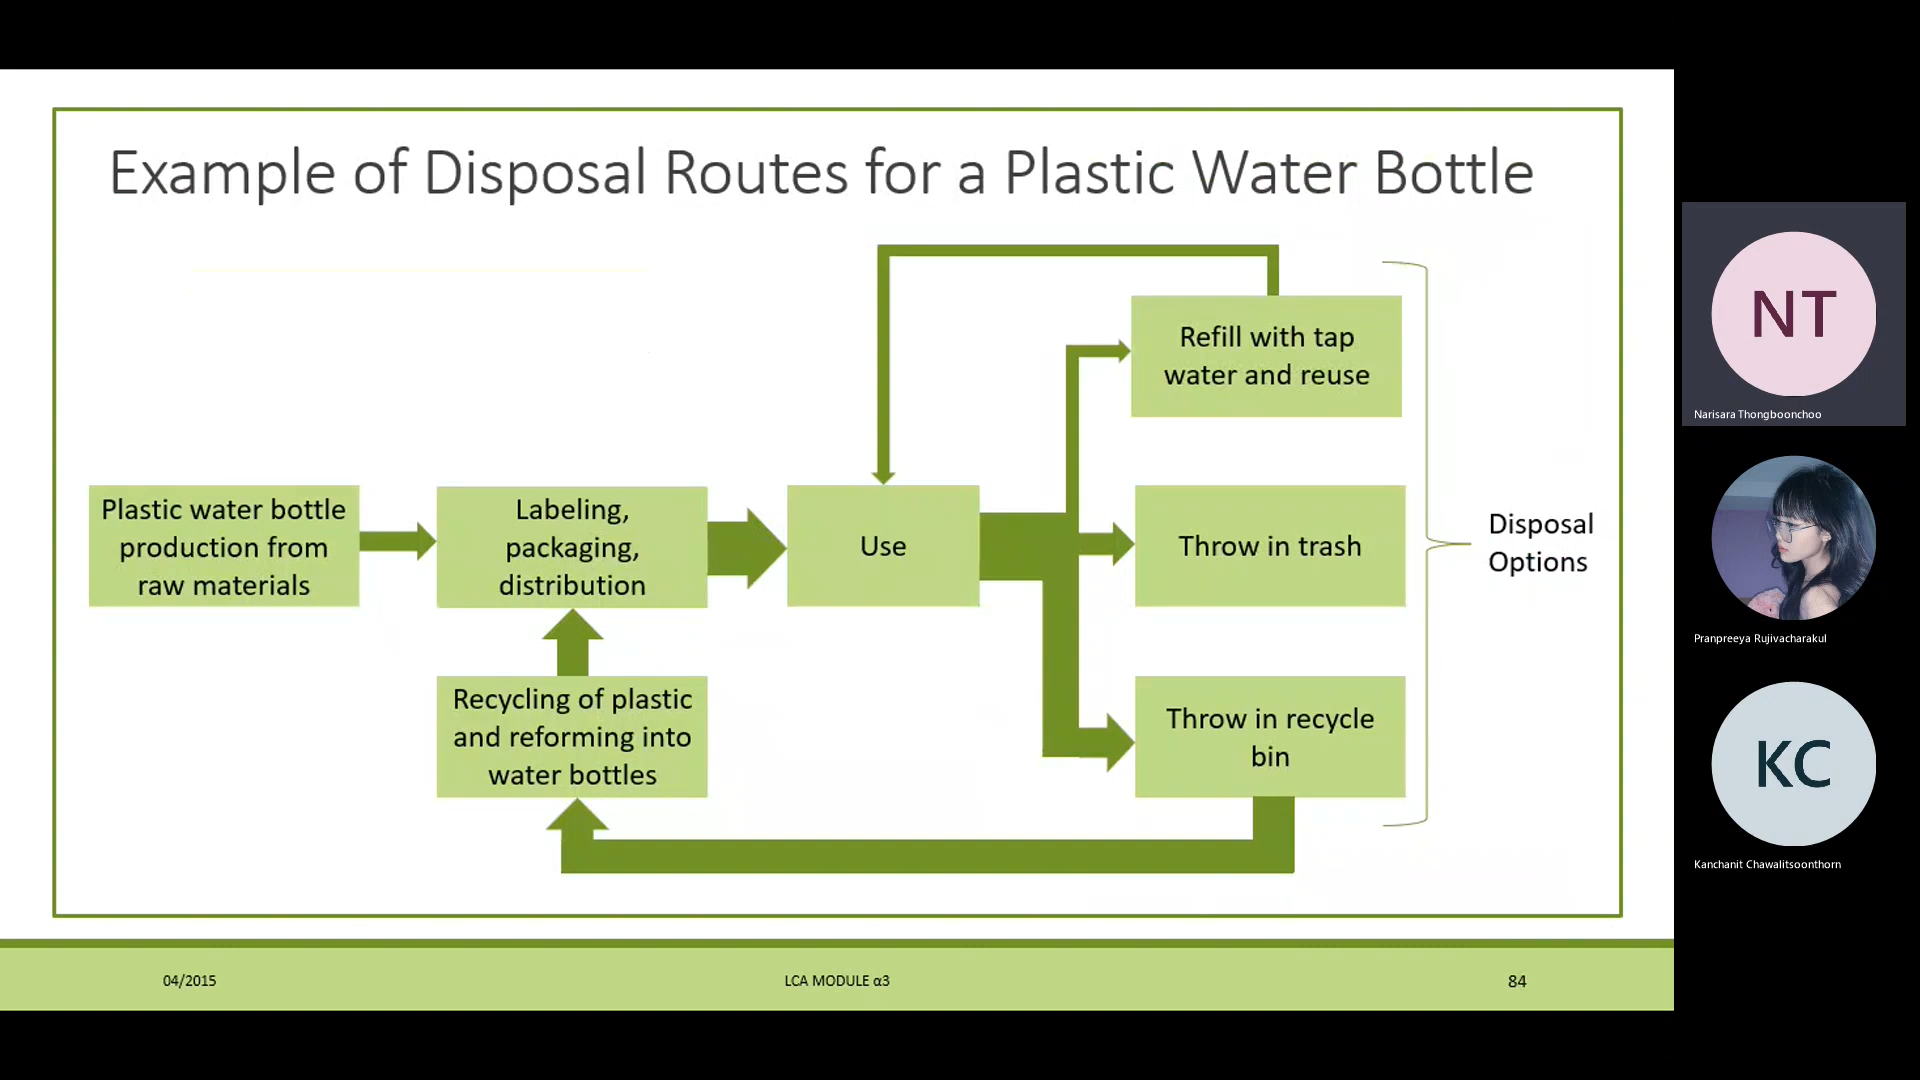 Example of Disposal Routes for a Plastic Water Bottle
Refill with tap
water and reuse
Plastic water bottle
production from
raw materials
Labeling,
packaging,
distribution
Use
Throw in trash
Disposal
Options
Recycling of plastic
and reforming into
water bottles
Throw in recycle
bin
04/2015
LCA MODULE α3
84
NT
Narisara Thongboonchoo
Pranpreeya Rujivacharakul
KC
Kanchanit Chawalitsoonthorn